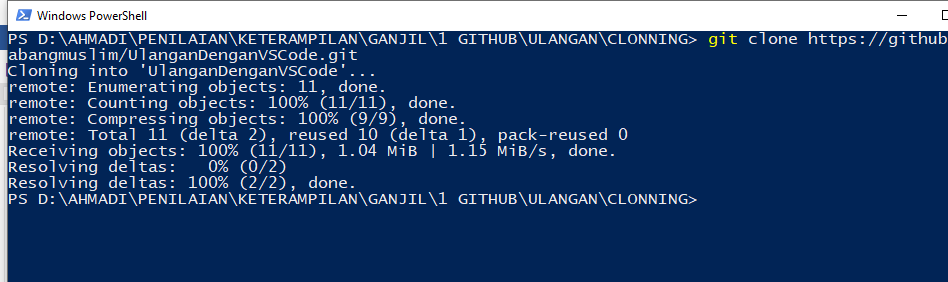 Windows PowerShell
PS D:\AHMADI\PENILAIAN\KETERAMPILAN\GANJIL\1 GITHUB\ULANGAN\CLONNING> git clone https://github
abangmuslim/UlanganDenganVSCode.git
Cloning into 'UlanganDenganVSCode'...
remote: Enumerating objects: 11, done.
remote: Counting objects: 100% (11/11), done.
remote: Compressing objects: 100% (9/9), done.
remote: Total 11 (delta 2), reused 10 (delta 1), pack-reused 0
Receiving objects: 100% (11/11), 1.04 MiB | 1.15 MiB/s, done.
Resolving deltas:   0% (0/2)
Resolving deltas: 100% (2/2), done.
PS D:\AHMADI\PENILAIAN\KETERAMPILAN\GANJIL\1 GITHUB\ULANGAN\CLONNING>